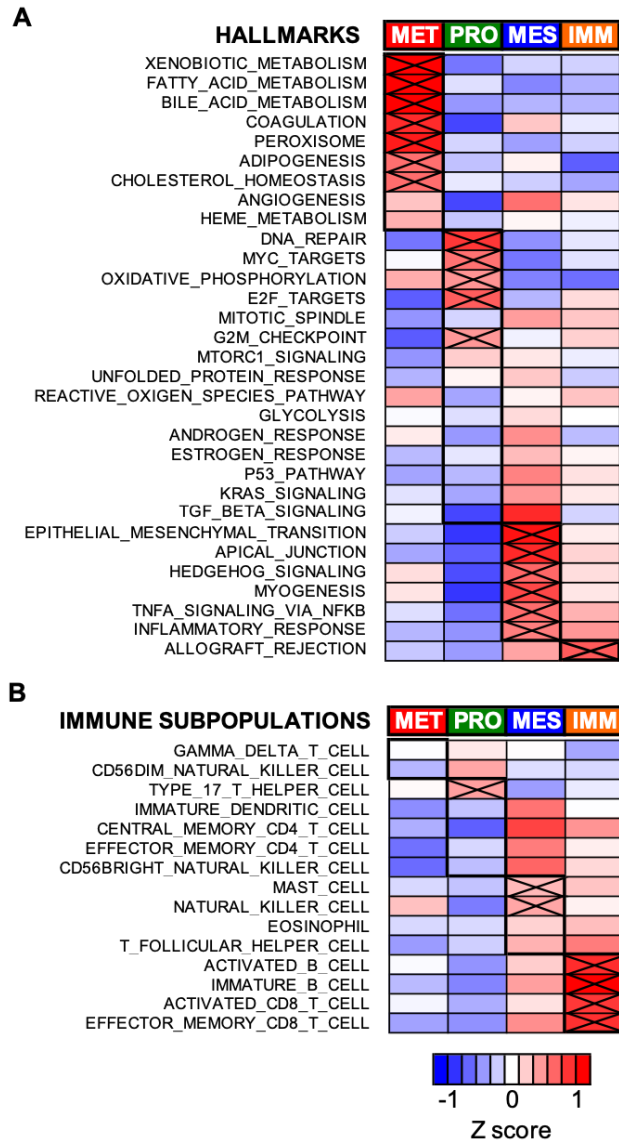 A
HALLMARKS MET PRO MES IMM
XENOBIOTIC_METABOLISM
FATTY_ACID_METABOLISM
BILE_ACID_METABOLISM
COAGULATION
PEROXISOME
ADIPOGENESIS
CHOLESTEROL_HOMEOSTASIS
ANGIOGENESIS
HEME_METABOLISM
DNA_REPAIR
MYC_TARGETS
OXIDATIVE_PHOSPHORYLATION
E2F_TARGETS
MITOTIC_SPINDLE
G2M_CHECKPOINT
MTORC1_SIGNALING
UNFOLDED_PROTEIN_RESPONSE
REACTIVE_OXIGEN_SPECIES_PATHWAY
GLYCOLYSIS
ANDROGEN_RESPONSE
ESTROGEN_RESPONSE
P53_PATHWAY
KRAS_SIGNALING
TGF_BETA_SIGNALING
EPITHELIAL_MESENCHYMAL_TRANSITION
APICAL_JUNCTION
HEDGEHOG_SIGNALING
MYOGENESIS
TNFA_SIGNALING_VIA_NFKB
INFLAMMATORY_RESPONSE
ALLOGRAFT_REJECTION
B
IMMUNE SUBPOPULATIONS MET PRO MES IMM
GAMMA_DELTA_T_CELL
CD56DIM_NATURAL_KILLER_CELL
TYPE_17_T_HELPER_CELL
IMMATURE_DENDRITIC_CELL
CENTRAL_MEMORY_CD4_T_CELL
EFFECTOR_MEMORY_CD4_T_CELL
CD56BRIGHT_NATURAL_KILLER_CELL
MAST_CELL
NATURAL_KILLER_CELL
EOSINOPHIL
T_FOLLICULAR_HELPER_CELL
ACTIVATED_B_CELL
IMMATURE_B_CELL
ACTIVATED_CD8_T_CELL
EFFECTOR_MEMORY_CD8_T_CELL
-1 0 1
Z score